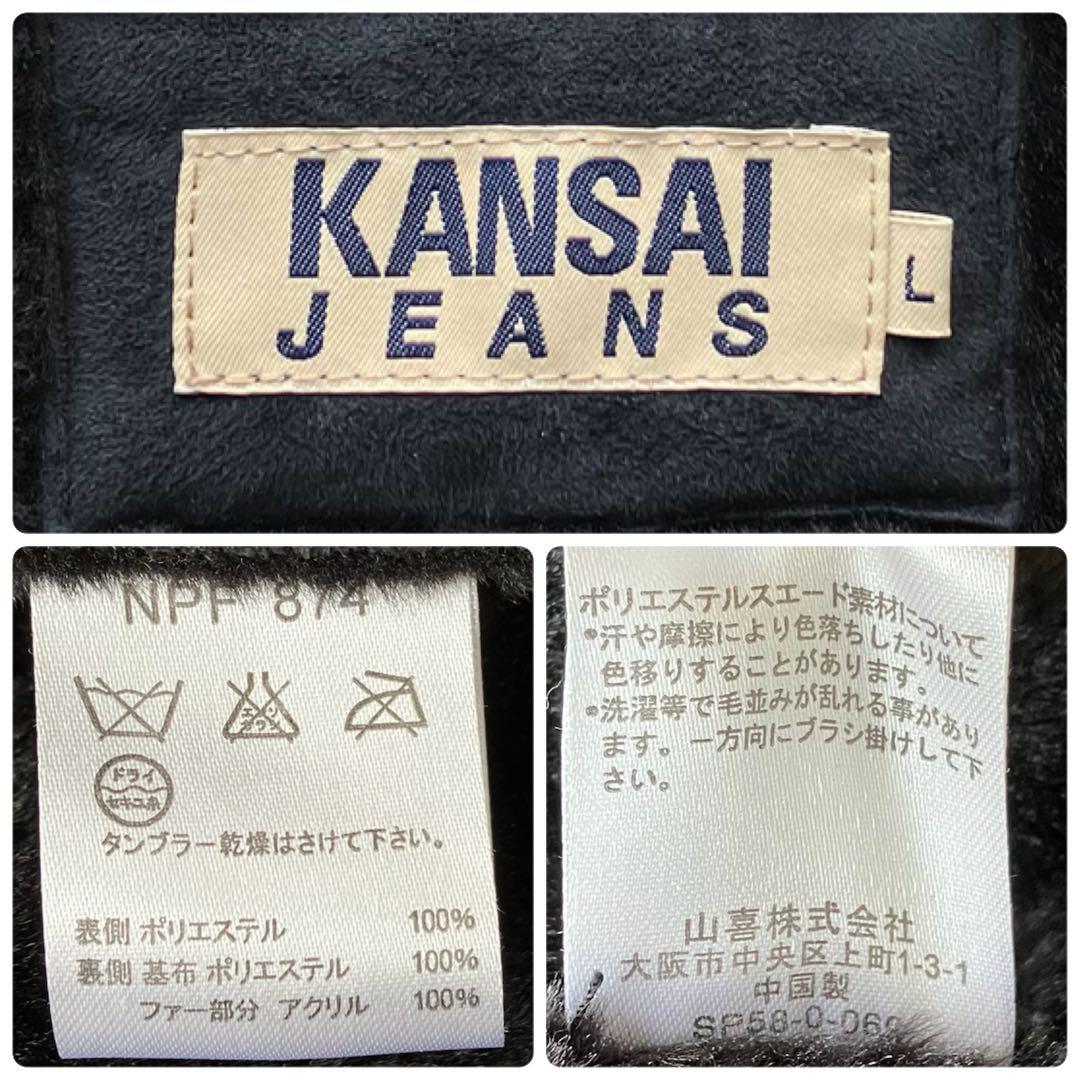 KANSAI
JEANS
L
NPF 874
エンソ
サラシ
ドライ
セキユ系
タンブラー乾燥はさけて下さい。
表側 ポリエステル 100%
裏側 基布 ポリエステル 100%
ファー部分 アクリル 100%
ポリエステルスエード素材について
•汗や摩擦により色落ちしたり他に
色移りすることがあります。
•洗濯等で毛並みが乱れる事があり
ます。一方向にブラシ掛けして下
さい。
山喜株式会社
大阪市中央区上町1-3-1
中国製